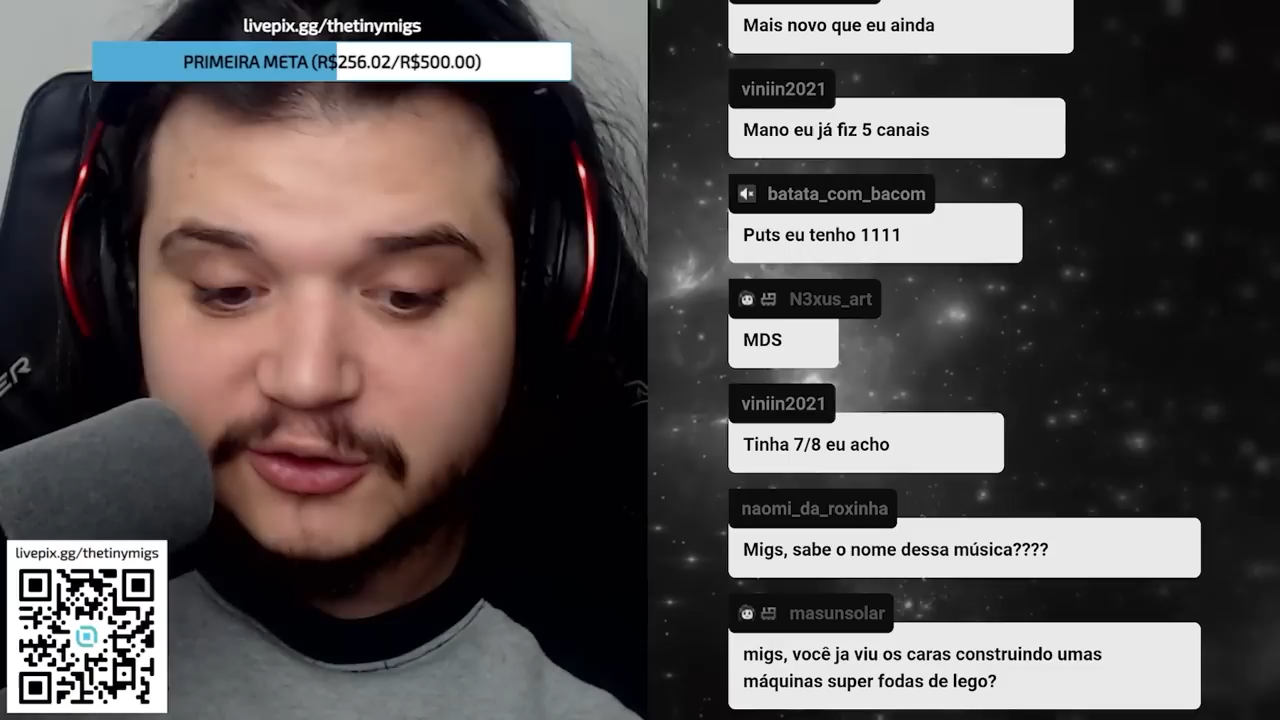 livepix.gg/thetinymigs
PRIMEIRA META (R$256.02/R$500.00)
ER
livepix.gg/thetinymigs
Mais novo que eu ainda
viniin2021
Mano eu já fiz 5 canais
batata_com_bacom
Puts eu tenho 1111
N3xus_art
MDS
viniin2021
Tinha 7/8 eu acho
naomi_da_roxinha
Migs, sabe o nome dessa música????
masunsolar
migs, você ja viu os caras construindo umas
máquinas super fodas de lego?